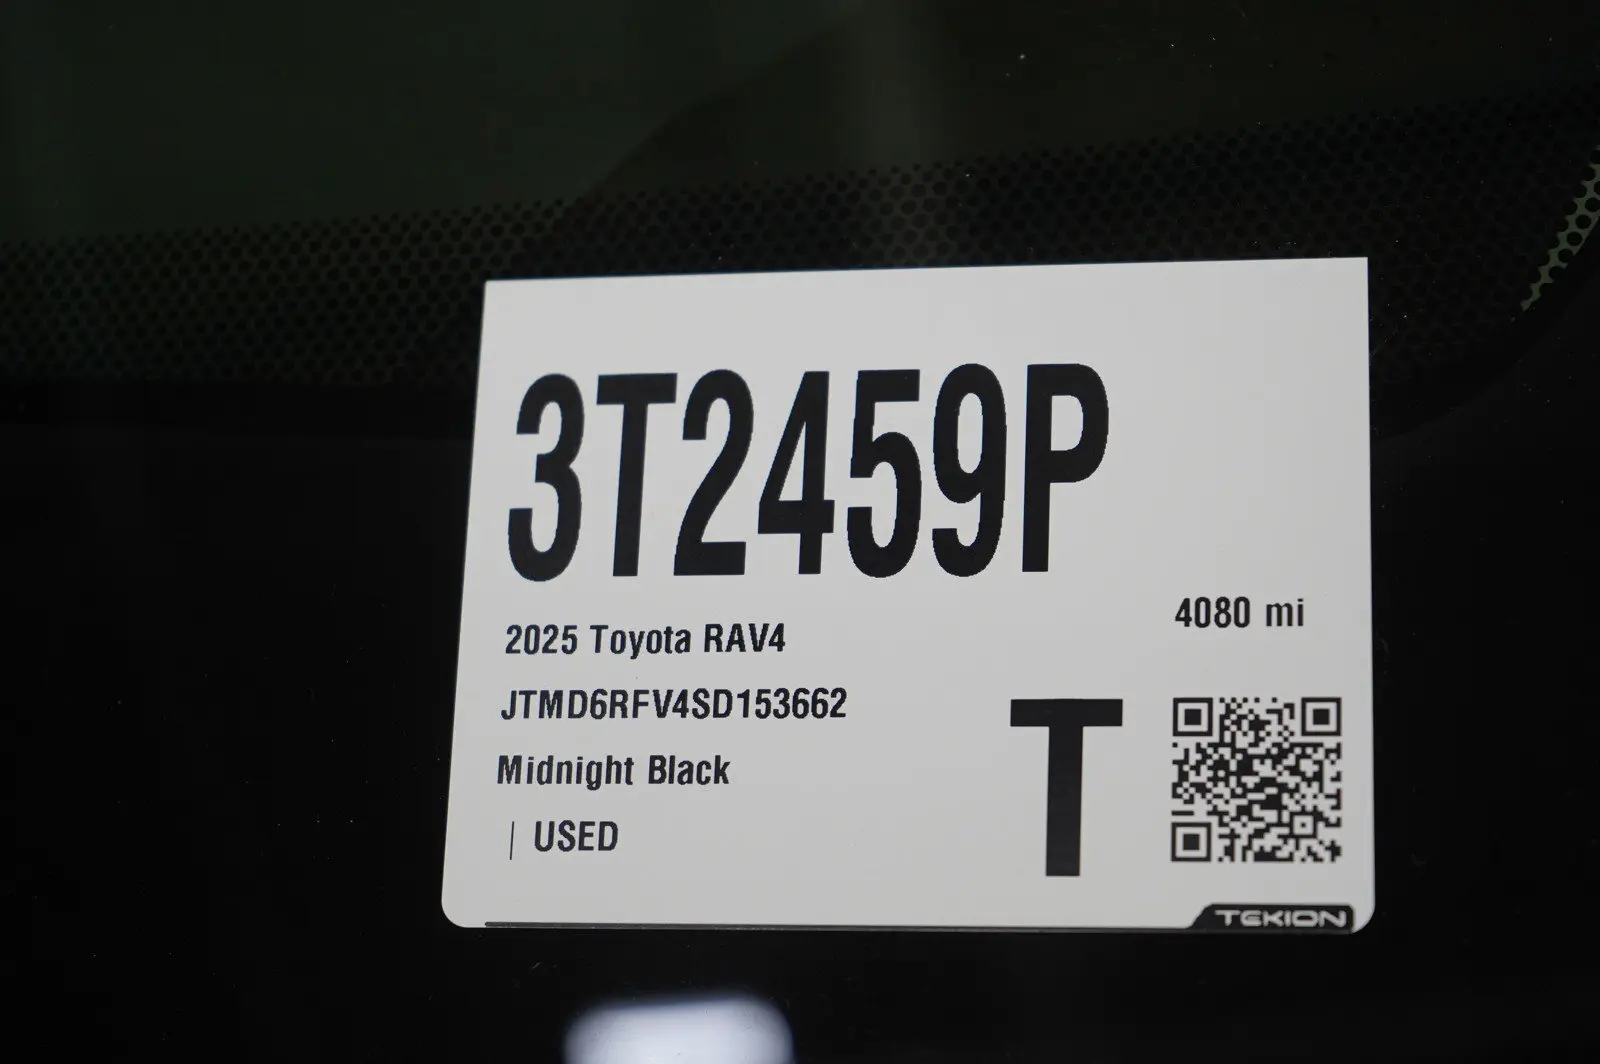 3T2459P
4080 mi
2025 Toyota RAV4
JTMD6RFV4SD153662
Midnight Black
| USED
T
TEKION